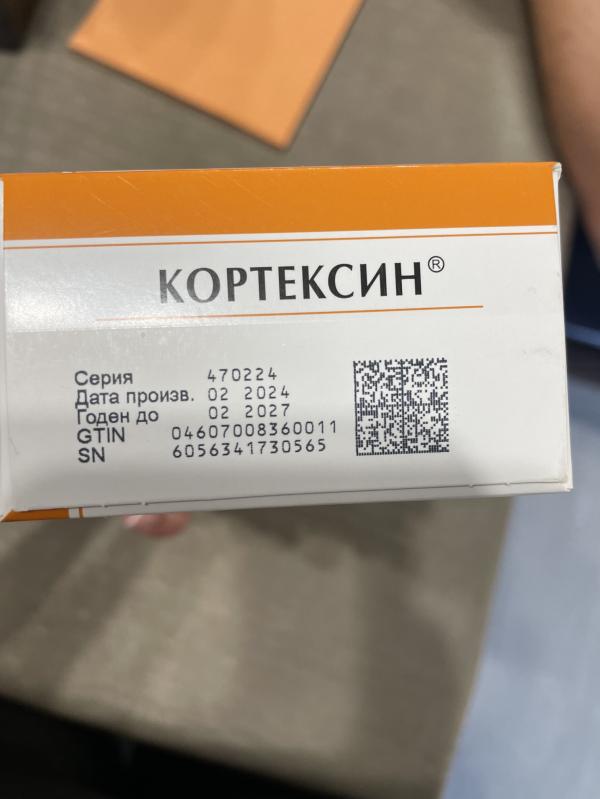 КОРТЕКСИН®
Серия 470224
Дата произв. 02 2024
Годен до 02 2027
GTIN 04607008360011
SN 6056341730565